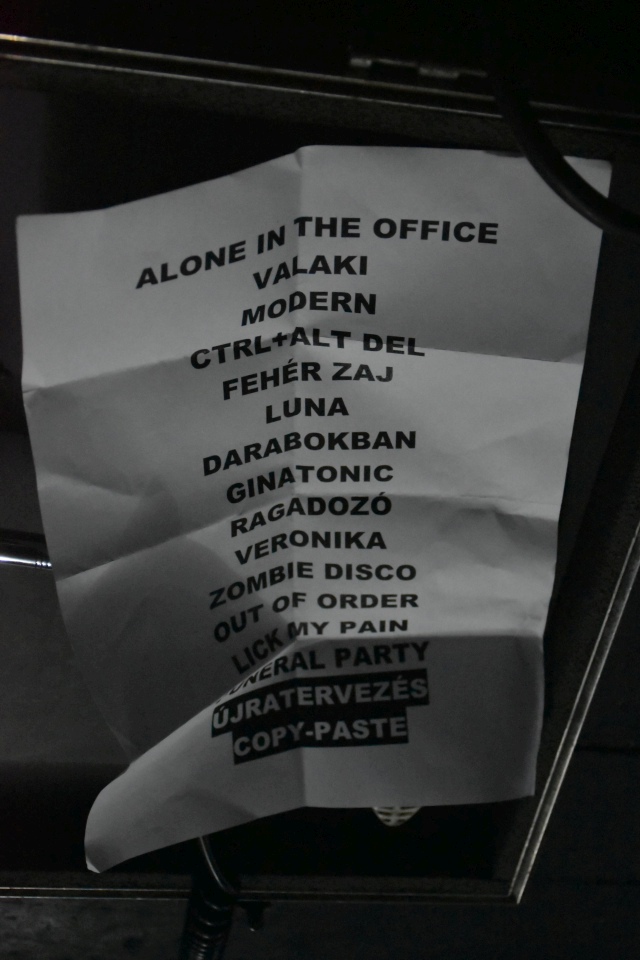 ALONE IN THE OFFICE
VALAKI
MODERN
CTRL+ALT DEL
FEHÉR ZAJ
LUNA
DARABOKBAN
GINATONIC
RAGADOZÓ
VERONIKA
ZOMBIE DISCO
OUT OF ORDER
LICK MY PAIN
FUNERAL PARTY
ÚJRATERVEZÉS
COPY-PASTE